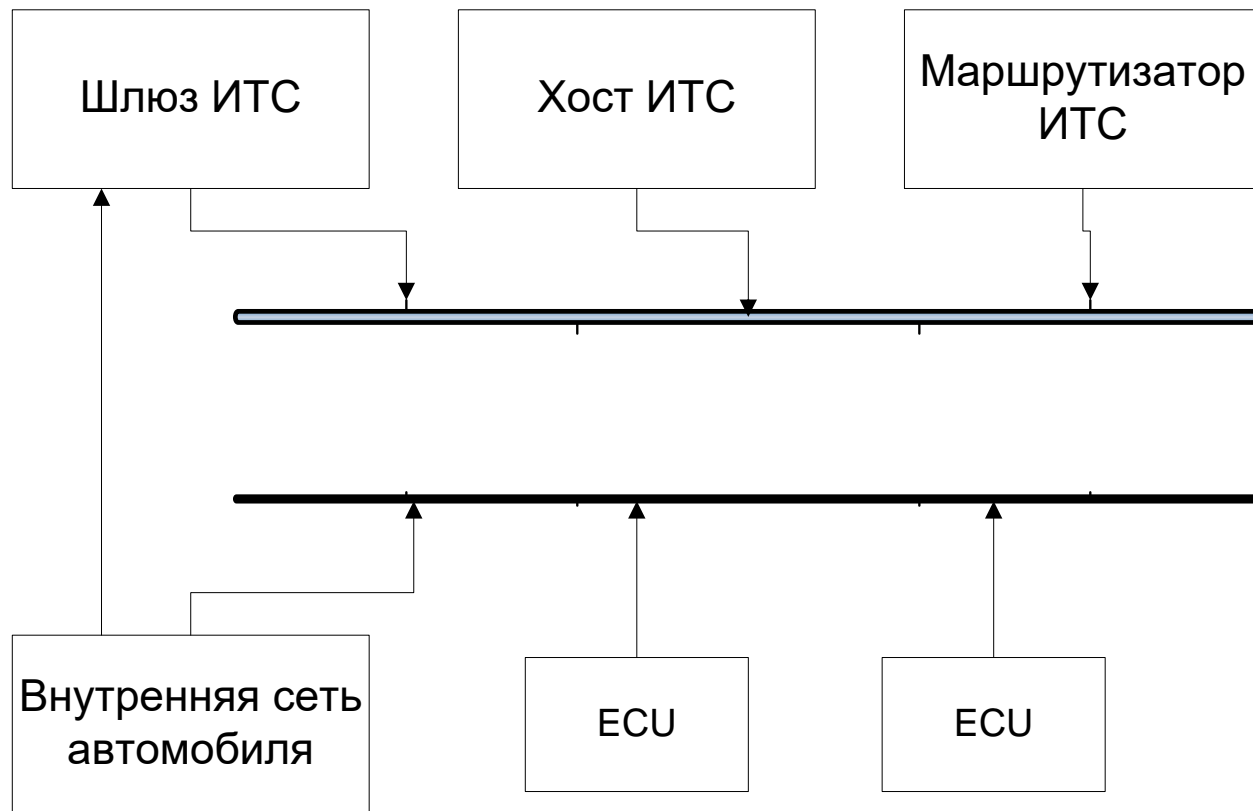 Шлюз ИТС
Хост ИТС
Маршрутизатор
ИТС
Внутренняя сеть
автомобиля
ECU
ECU